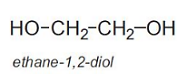 HO–CH₂–CH₂–OH
ethane-1,2-diol